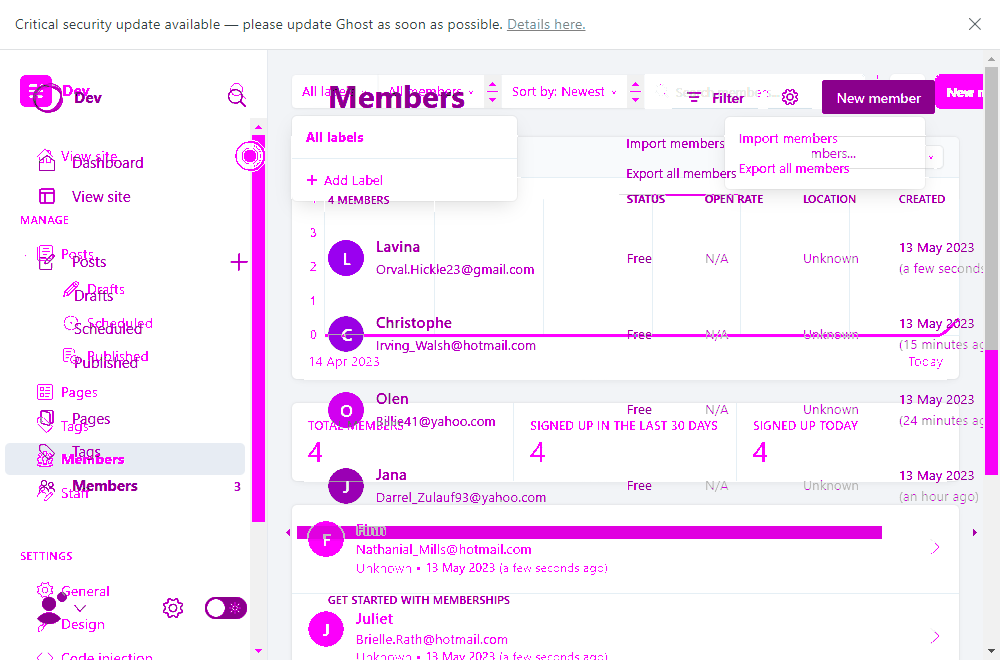 Critical security update available — please update Ghost as soon as possible. Details here.
Dev
Dev
View site
Dashboard
View site
MANAGE
Posts
Posts
Drafts
Drafts
Scheduled
Scheduled
Published
Published
Pages
Pages
Tags
Tags
Members
Members 3
Staff
SETTINGS
General
Design
Code injection
All labels All members Sort by: Newest Search members...
Members
Filter
New member
New m
All labels
+ Add Label
Import members
Export all members
Import members
mbers...
Export all members
4 MEMBERS STATUS OPEN RATE LOCATION CREATED
3
2
1
0
14 Apr 2023 Today
L Lavina
Orval.Hickle23@gmail.com
Free N/A Unknown 13 May 2023
(a few seconds
C Christophe
Irving_Walsh@hotmail.com
Free N/A Unknown 13 May 2023
(15 minutes ag
O Olen
Billie41@yahoo.com
Free N/A Unknown 13 May 2023
(24 minutes ag
TOTAL MEMBERS
4
SIGNED UP IN THE LAST 30 DAYS
4
SIGNED UP TODAY
4
J Jana
Darrel_Zulauf93@yahoo.com
Free N/A Unknown 13 May 2023
(an hour ago)
F Finn
Nathanial_Mills@hotmail.com
Unknown • 13 May 2023 (a few seconds ago)
GET STARTED WITH MEMBERSHIPS
J Juliet
Brielle.Rath@hotmail.com
Unknown • 13 May 2023 (a few seconds ago)